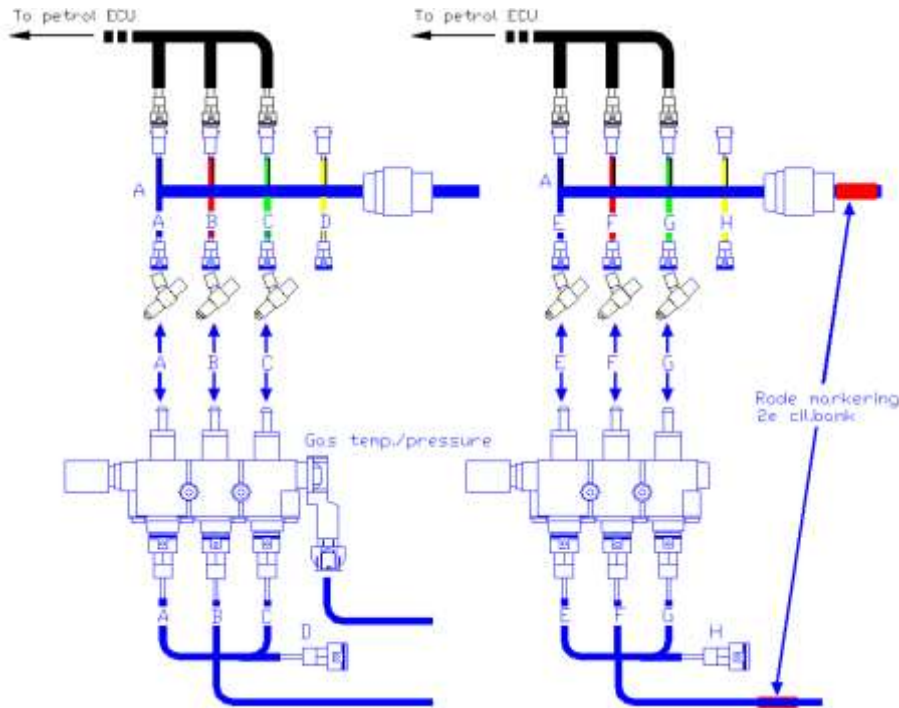 To petrol ECU
To petrol ECU
A
A
A
B
C
D
E
F
G
H
A
B
C
E
F
G
Rode markering
2e cil.bank
Gas temp./pressure
A
B
C
D
E
F
G
H